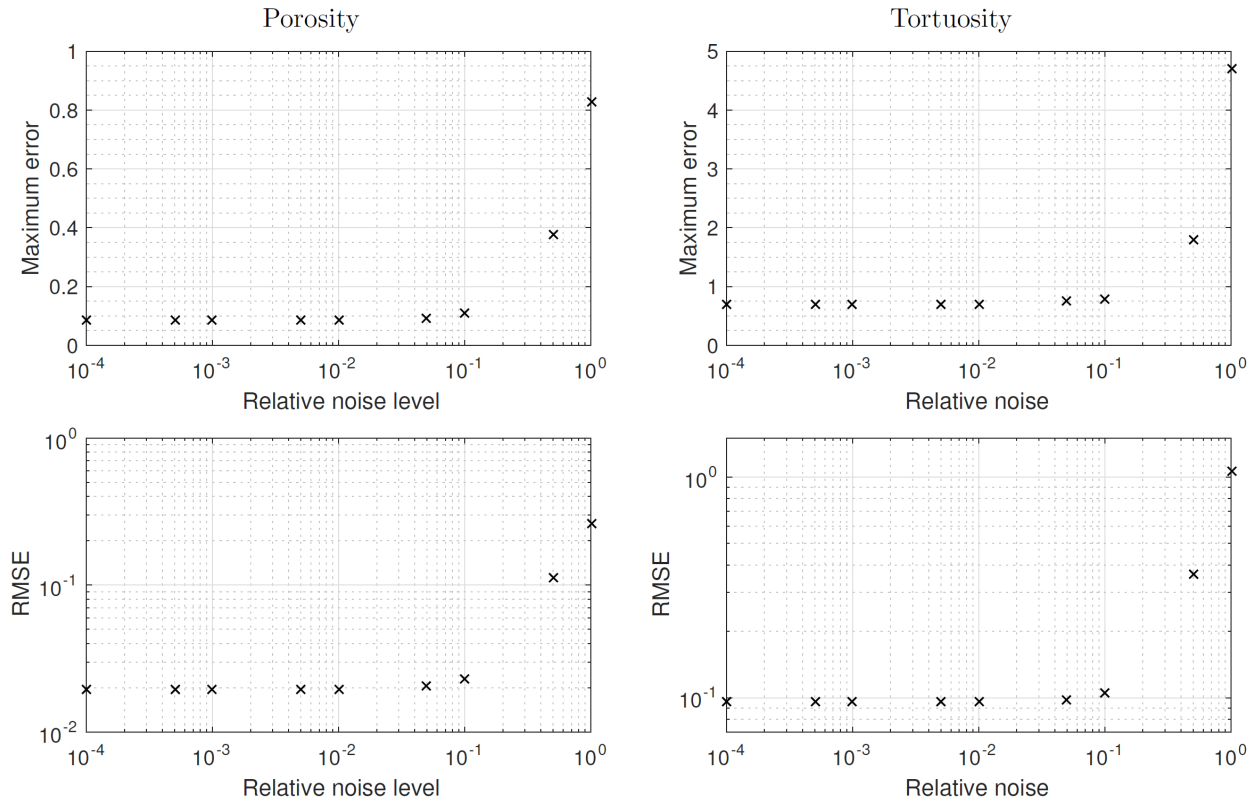 Porosity
Maximum error
1
0.8
0.6
0.4
0.2
0
10^-4 10^-3 10^-2 10^-1 10^0
Relative noise level
Tortuosity
Maximum error
5
4
3
2
1
0
10^-4 10^-3 10^-2 10^-1 10^0
Relative noise
RMSE
10^0
10^-1
10^-2
10^-4 10^-3 10^-2 10^-1 10^0
Relative noise level
RMSE
10^0
10^-1
10^-4 10^-3 10^-2 10^-1 10^0
Relative noise